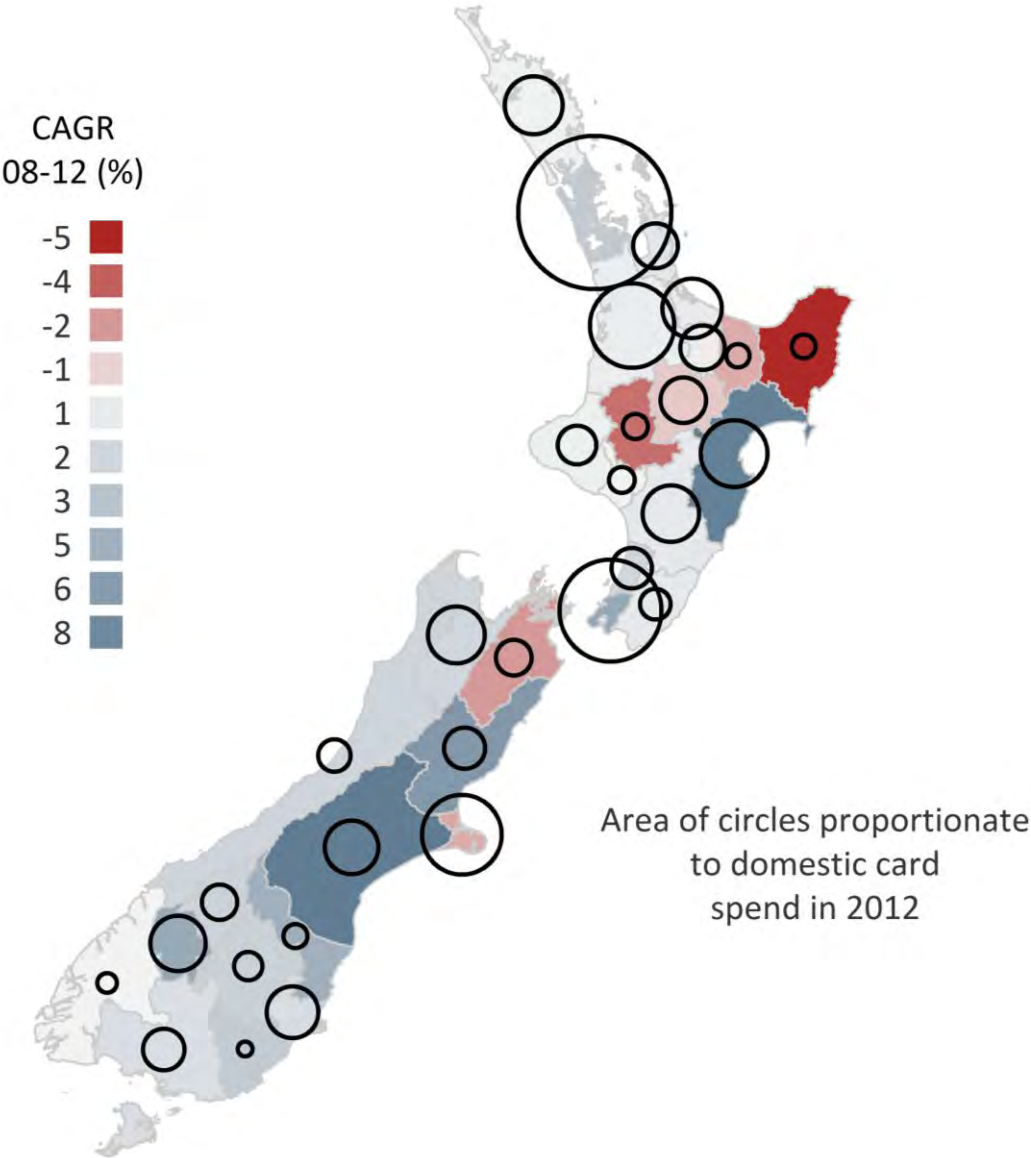 CAGR
08-12 (%)
-5
-4
-2
-1
1
2
3
5
6
8
Area of circles proportionate
to domestic card
spend in 2012